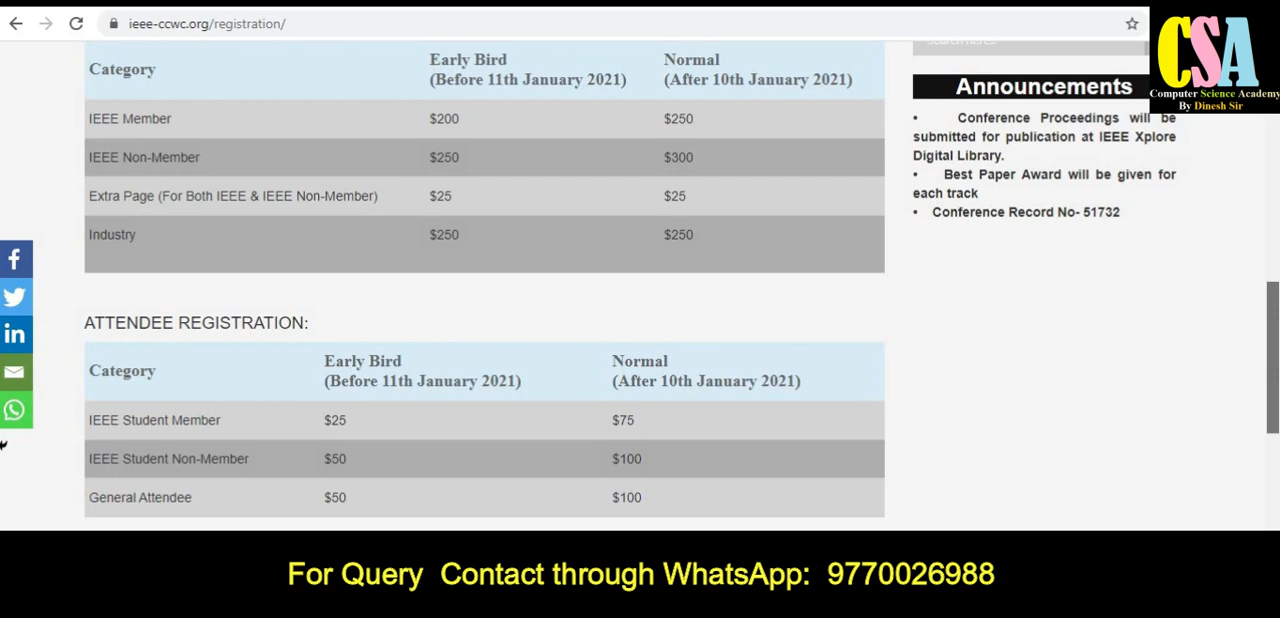 ieee-ccwc.org/registration/
Category
Early Bird
(Before 11th January 2021)
Normal
(After 10th January 2021)
IEEE Member $200 $250
IEEE Non-Member $250 $300
Extra Page (For Both IEEE & IEEE Non-Member) $25 $25
Industry $250 $250
ATTENDEE REGISTRATION:
Category
Early Bird
(Before 11th January 2021)
Normal
(After 10th January 2021)
IEEE Student Member $25 $75
IEEE Student Non-Member $50 $100
General Attendee $50 $100
Announcements
• Conference Proceedings will be
submitted for publication at IEEE Xplore
Digital Library.
• Best Paper Award will be given for
each track
• Conference Record No- 51732
CSA
Computer Science Academy
By Dinesh Sir
f
in
For Query Contact through WhatsApp: 9770026988